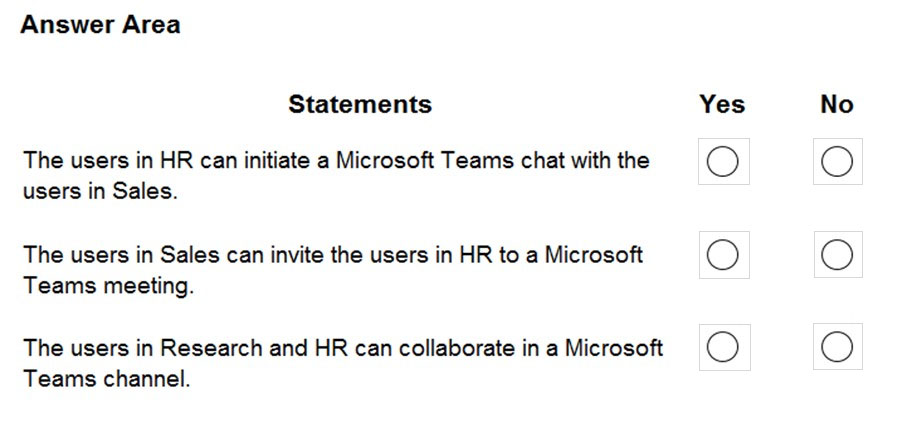 Answer Area
Statements Yes No
The users in HR can initiate a Microsoft Teams chat with the
users in Sales.
The users in Sales can invite the users in HR to a Microsoft
Teams meeting.
The users in Research and HR can collaborate in a Microsoft
Teams channel.